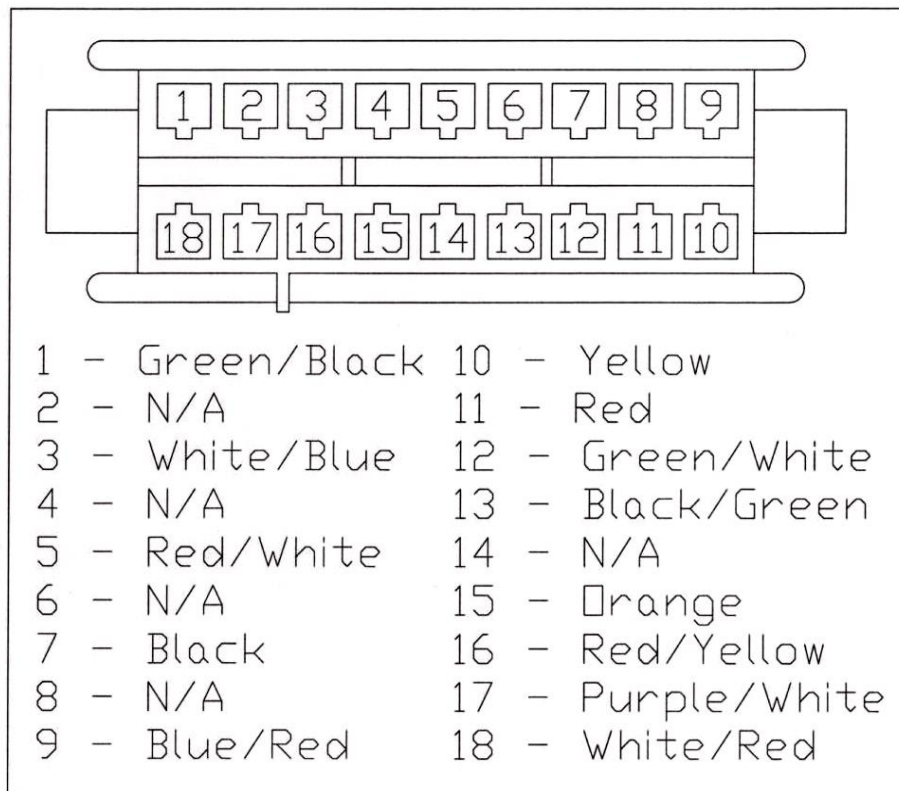 1 2 3 4 5 6 7 8 9
18 17 16 15 14 13 12 11 10
1 - Green/Black
2 - N/A
3 - White/Blue
4 - N/A
5 - Red/White
6 - N/A
7 - Black
8 - N/A
9 - Blue/Red
10 - Yellow
11 - Red
12 - Green/White
13 - Black/Green
14 - N/A
15 - Orange
16 - Red/Yellow
17 - Purple/White
18 - White/Red